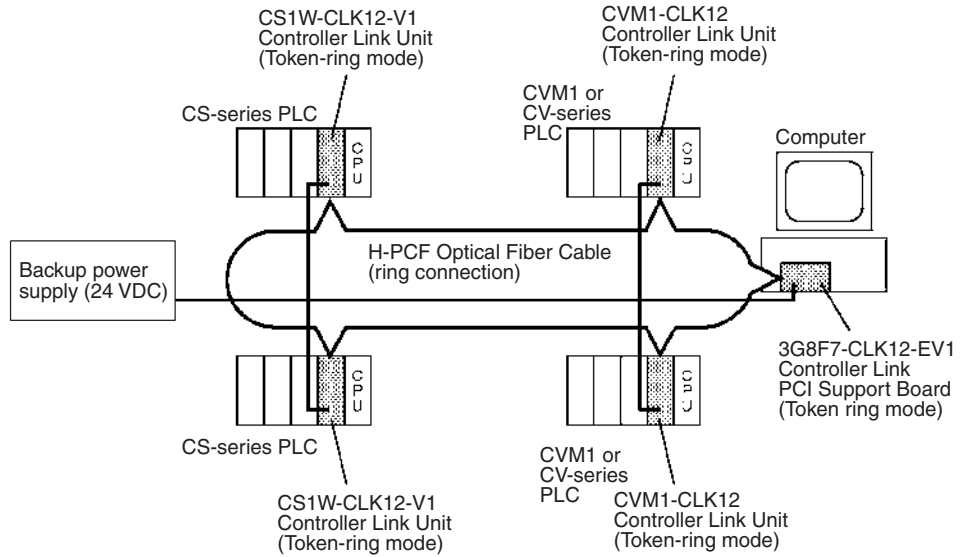 CS1W-CLK12-V1
Controller Link Unit
(Token-ring mode)
CVM1-CLK12
Controller Link Unit
(Token-ring mode)
CS-series PLC
CVM1 or
CV-series
PLC
Computer
CPU
CPU
H-PCF Optical Fiber Cable
(ring connection)
Backup power
supply (24 VDC)
3G8F7-CLK12-EV1
Controller Link
PCI Support Board
(Token ring mode)
CPU
CPU
CS-series PLC
CVM1 or
CV-series
PLC
CS1W-CLK12-V1
Controller Link Unit
(Token-ring mode)
CVM1-CLK12
Controller Link Unit
(Token-ring mode)